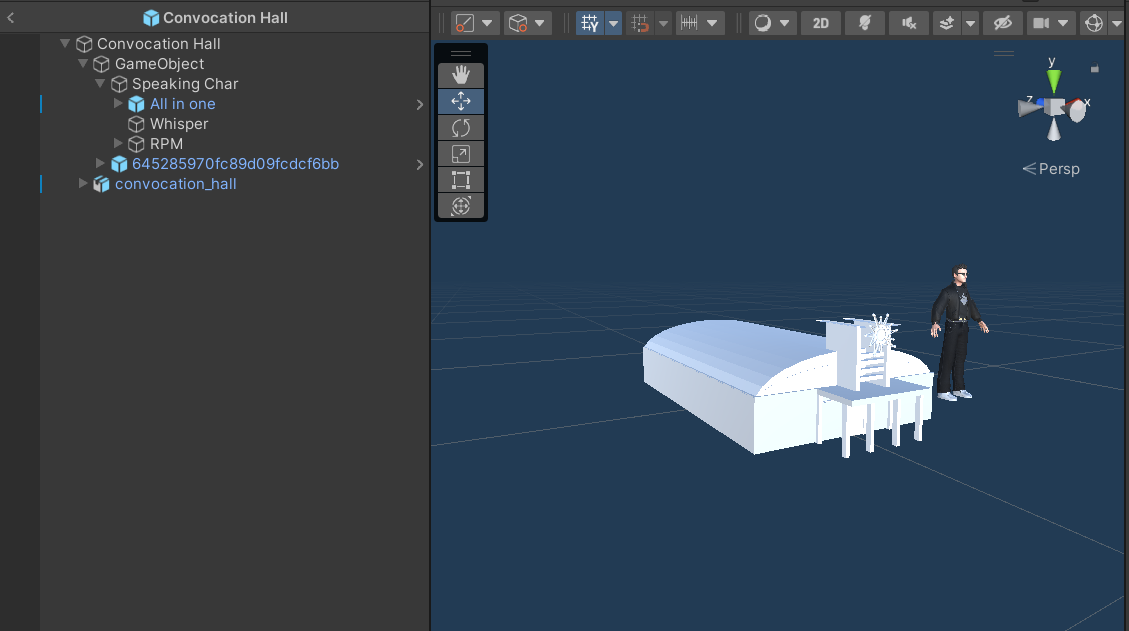 Convocation Hall
Convocation Hall
GameObject
Speaking Char
All in one
Whisper
RPM
645285970fc89d09fcdcf6bb
convocation_hall
Y
2D
y
z
x
Persp